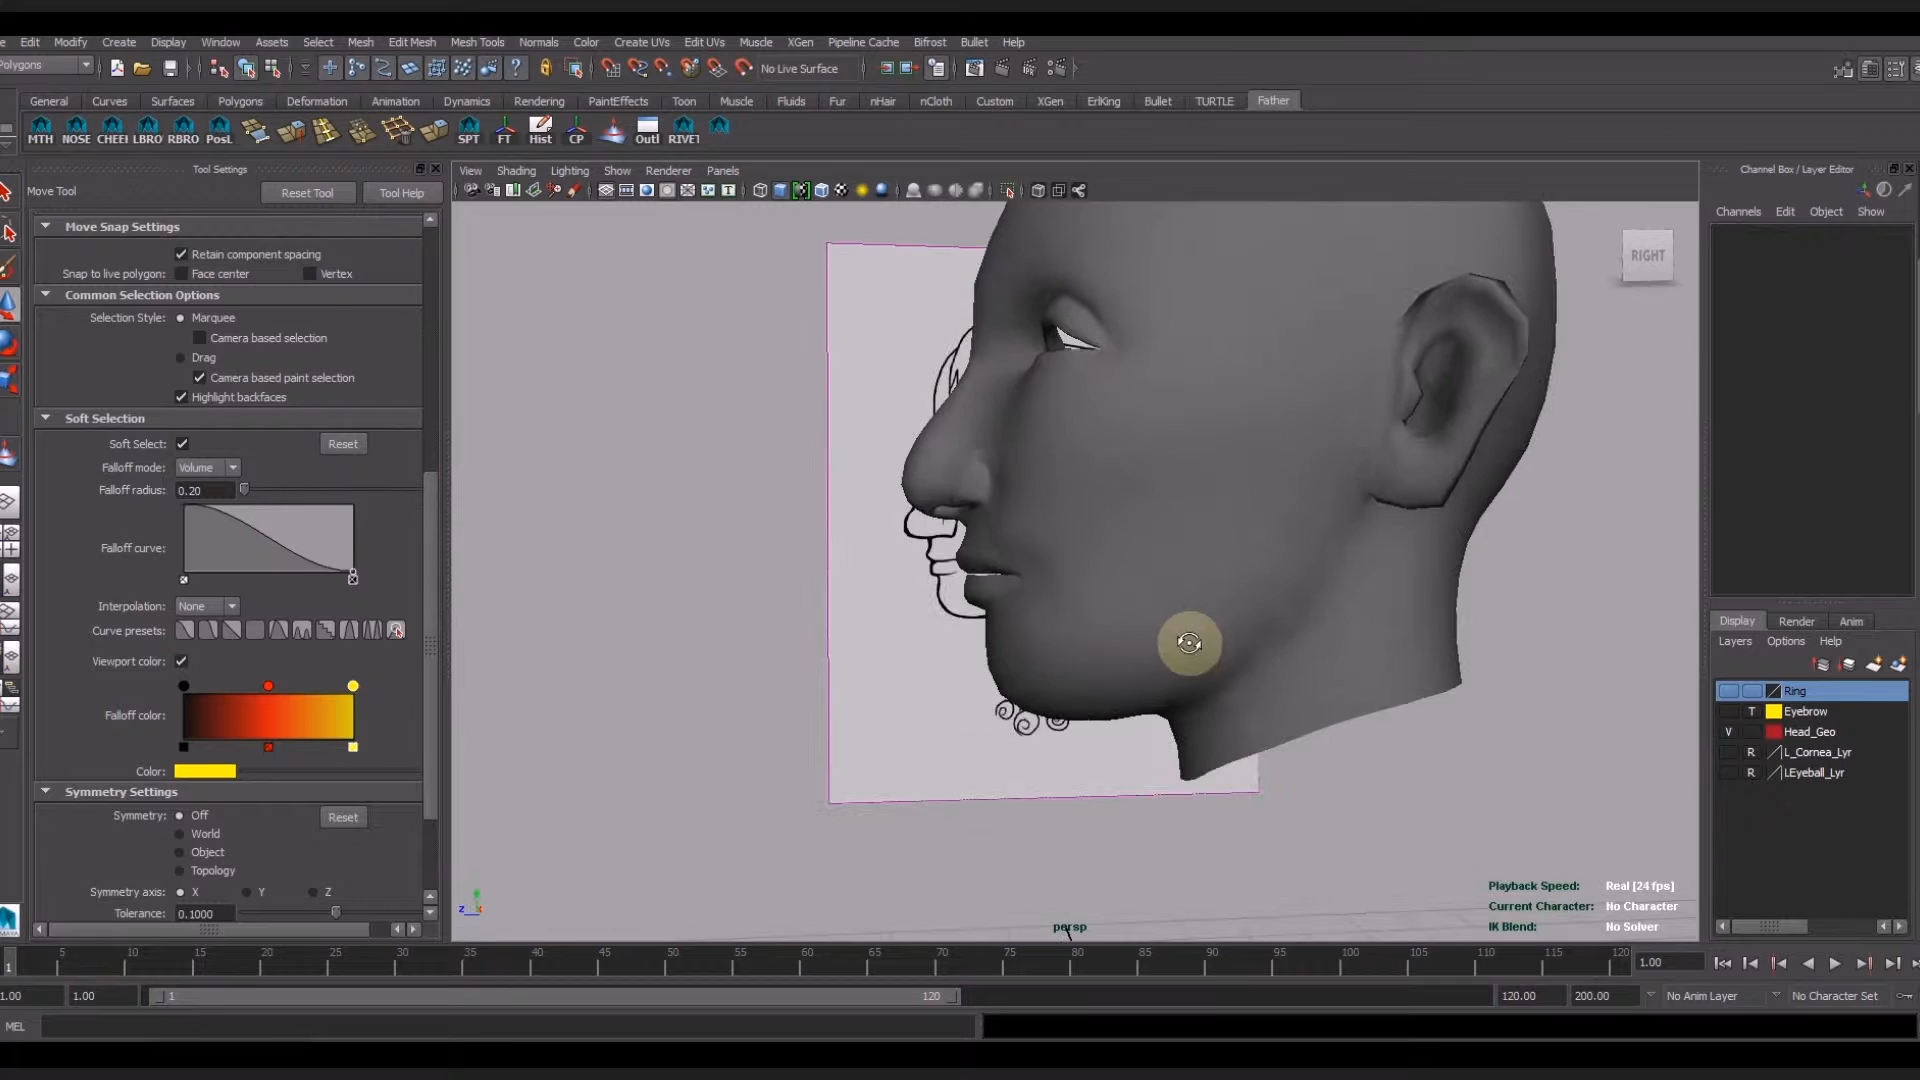 Edit Modify Create Display Window Assets Select Mesh Edit Mesh Mesh Tools Normals Color Create UVs Edit UVs Muscle XGen Pipeline Cache Bifrost Bullet Help
Polygons No Live Surface
General Curves Surfaces Polygons Deformation Animation Dynamics Rendering PaintEffects Toon Muscle Fluids Fur nHair nCloth Custom XGen ErlKing Bullet TURTLE Father
MTH NOSE CHEEI LBRO RBRO PosL SPT FT Hist CP Outl RIVE
Tool Settings
Move Tool Reset Tool Tool Help
Move Snap Settings
Retain component spacing
Snap to live polygon: Face center Vertex
Common Selection Options
Selection Style: Marquee
Camera based selection
Drag
Camera based paint selection
Highlight backfaces
Soft Selection
Soft Select: Reset
Falloff mode: Volume
Falloff radius: 0.20
Falloff curve:
Interpolation: None
Curve presets:
Viewport color:
Falloff color:
Color:
Symmetry Settings
Symmetry: Off Reset
World
Object
Topology
Symmetry axis: X Y Z
Tolerance: 0.1000
View Shading Lighting Show Renderer Panels
RIGHT
Playback Speed: Real [24 fps]
Current Character: No Character
IK Blend: No Solver
persp
z
Channel Box / Layer Editor
Channels Edit Object Show
Display Render Anim
Layers Options Help
Ring
T Eyebrow
V Head_Geo
R L_Cornea_Lyr
R LEyeball_Lyr
1 5 10 15 20 25 30 35 40 45 50 55 60 65 70 75 80 85 90 95 100 105 110 115 120 1.00
1.00 1.00 1 120 120.00 200.00 No Anim Layer No Character Set
MEL